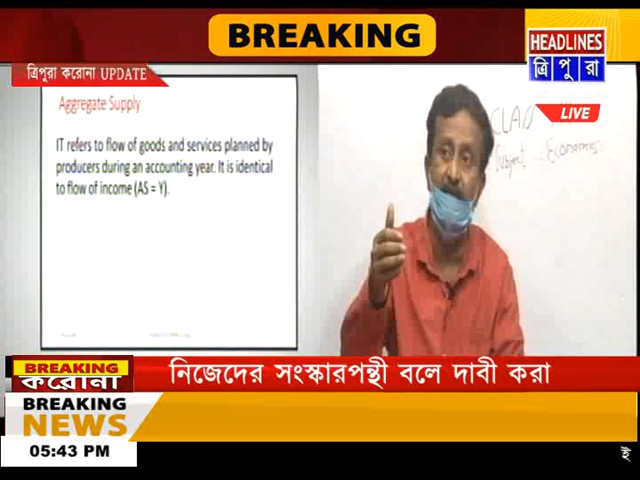 BREAKING
HEADLINES
ত্রিপুরা
ত্রিপুরা করোনা UPDATE
LIVE
Aggregate Supply
IT refers to flow of goods and services planned by
producers during an accounting year. It is identical
to flow of income (AS = Y).
CLASS
Subject Economics
BREAKING
করোনা
নিজেদের সংস্কারপন্থী বলে দাবী করা
BREAKING
NEWS
05:43 PM
ই